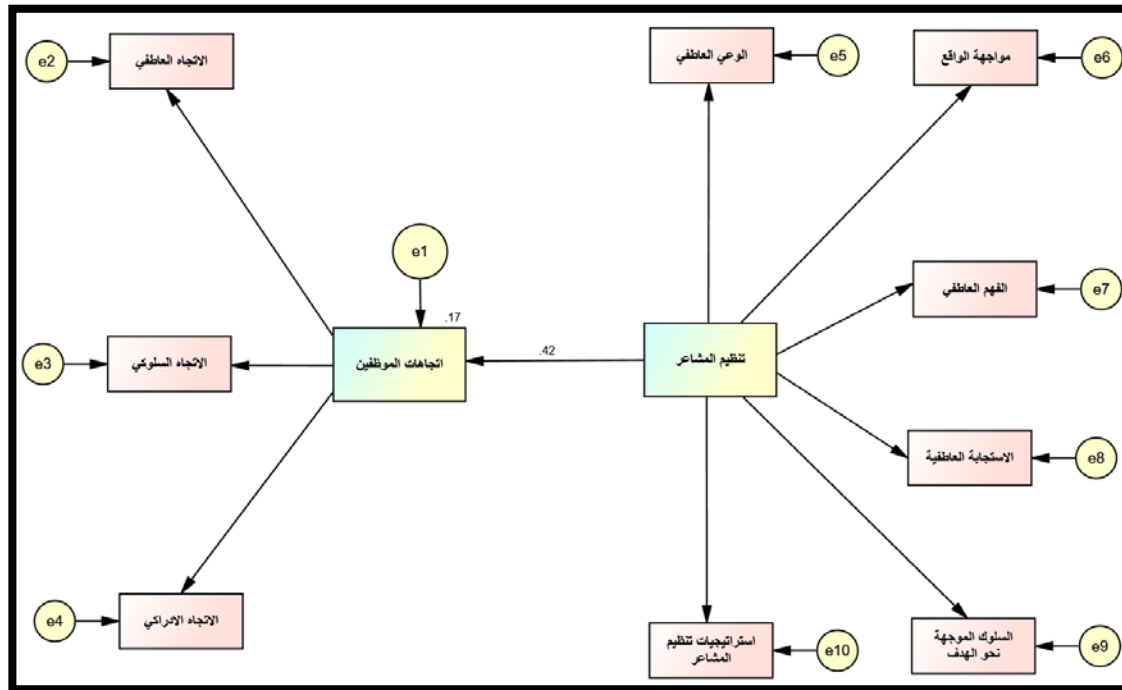 e2
الاتجاه العاطفي
الوعي العاطفي
e5
مواجهة الواقع
e6
e1
.17
الفهم العاطفي
e7
e3
الاتجاه السلوكي
اتجاهات الموظفين
.42
تنظيم المشاعر
الاستجابة العاطفية
e8
e4
الاتجاه الادراكي
استراتيجيات تنظيم
المشاعر
e10
السلوك الموجهة
نحو الهدف
e9